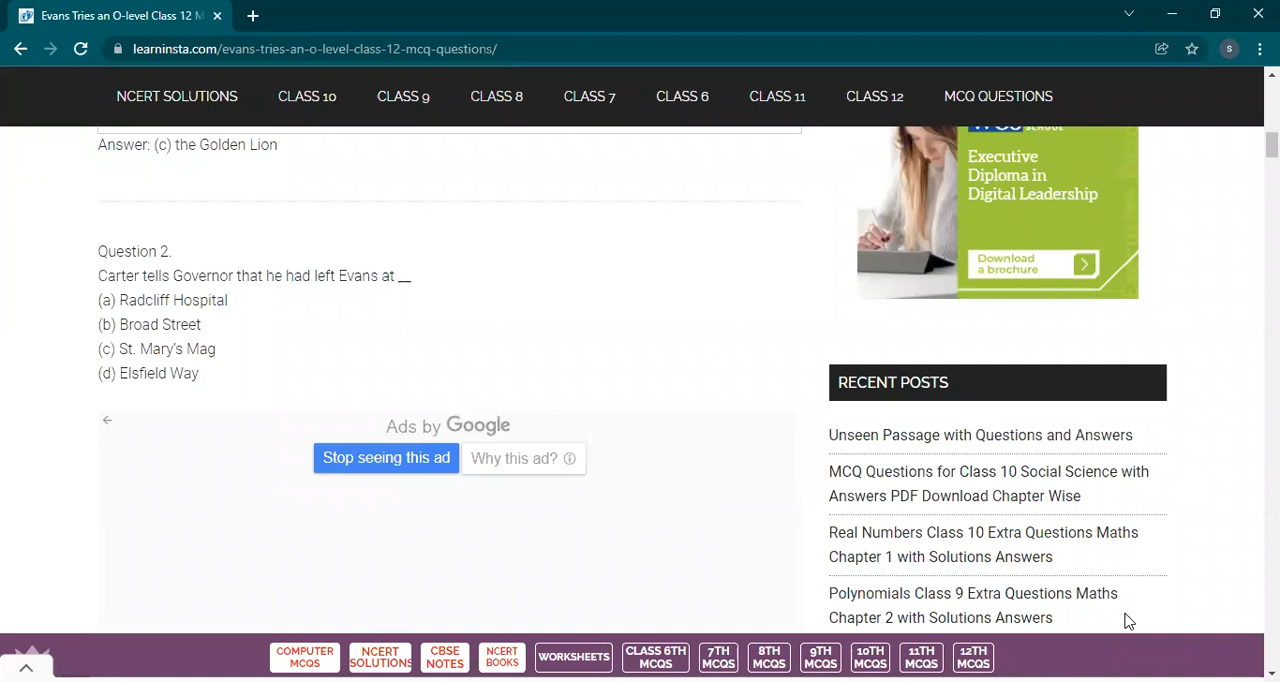 Evans Tries an O-level Class 12 M
learninsta.com/evans-tries-an-o-level-class-12-mcq-questions/
S
NCERT SOLUTIONS CLASS 10 CLASS 9 CLASS 8 CLASS 7 CLASS 6 CLASS 11 CLASS 12 MCQ QUESTIONS
Answer: (c) the Golden Lion
Question 2.
Carter tells Governor that he had left Evans at __
(a) Radcliff Hospital
(b) Broad Street
(c) St. Mary's Mag
(d) Elsfield Way
Ads by Google
Stop seeing this ad
Why this ad?
SCHOOL
Executive
Diploma in
Digital Leadership
Download
a brochure
RECENT POSTS
Unseen Passage with Questions and Answers
MCQ Questions for Class 10 Social Science with
Answers PDF Download Chapter Wise
Real Numbers Class 10 Extra Questions Maths
Chapter 1 with Solutions Answers
Polynomials Class 9 Extra Questions Maths
Chapter 2 with Solutions Answers
COMPUTER
MCQS
NCERT
SOLUTIONS
CBSE
NOTES
NCERT
BOOKS
WORKSHEETS
CLASS 6TH
MCQS
7TH
MCQS
8TH
MCQS
9TH
MCQS
10TH
MCQS
11TH
MCQS
12TH
MCQS